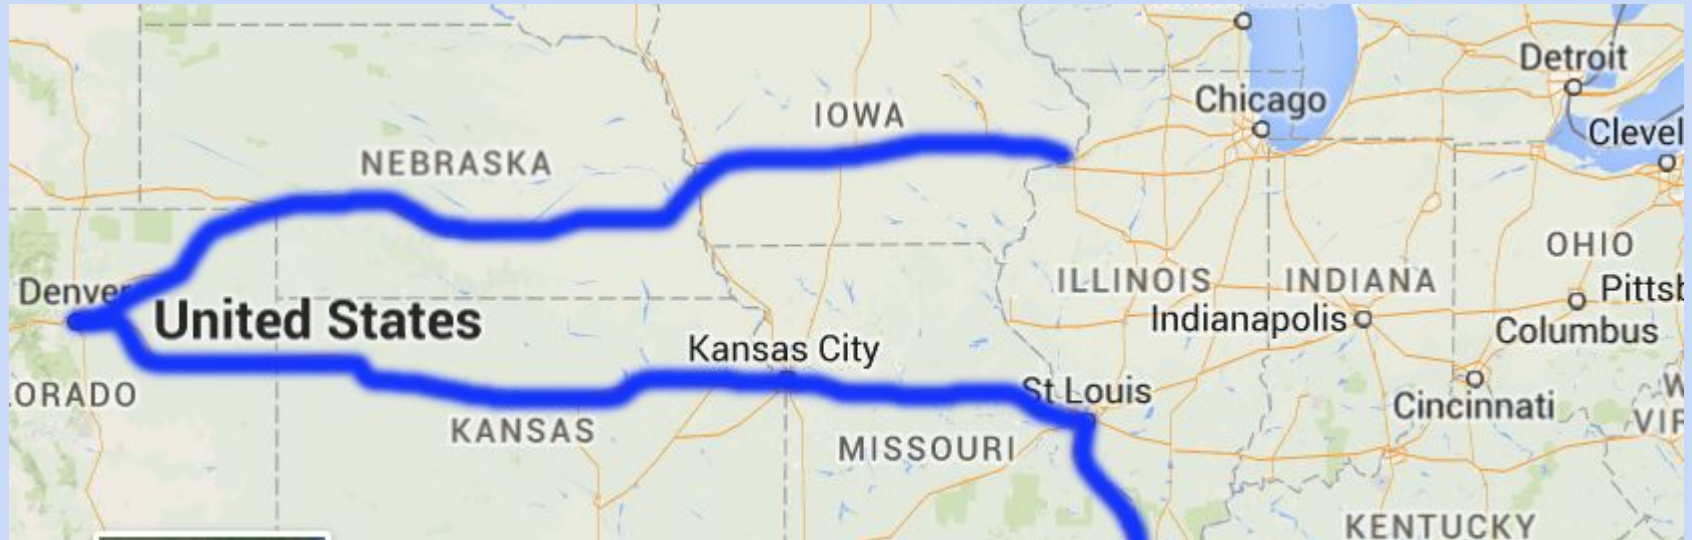 Detroit
Chicago
IOWA
Clevel
NEBRASKA
OHIO
ILLINOIS
INDIANA
Denver
Pittsb
United States
Indianapolis
Columbus
Kansas City
ORADO
St Louis
W
Cincinnati
VIR
KANSAS
MISSOURI
KENTUCKY